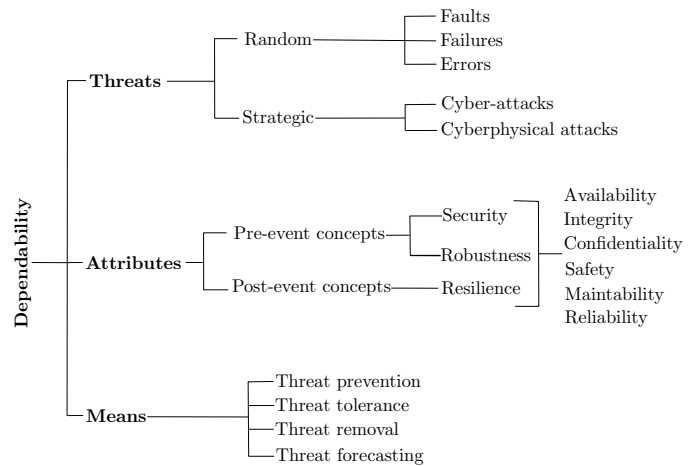 Dependability
Threats
Random
Faults
Failures
Errors
Strategic
Cyber-attacks
Cyberphysical attacks
Attributes
Pre-event concepts
Security
Robustness
Post-event concepts
Resilience
Availability
Integrity
Confidentiality
Safety
Maintability
Reliability
Means
Threat prevention
Threat tolerance
Threat removal
Threat forecasting